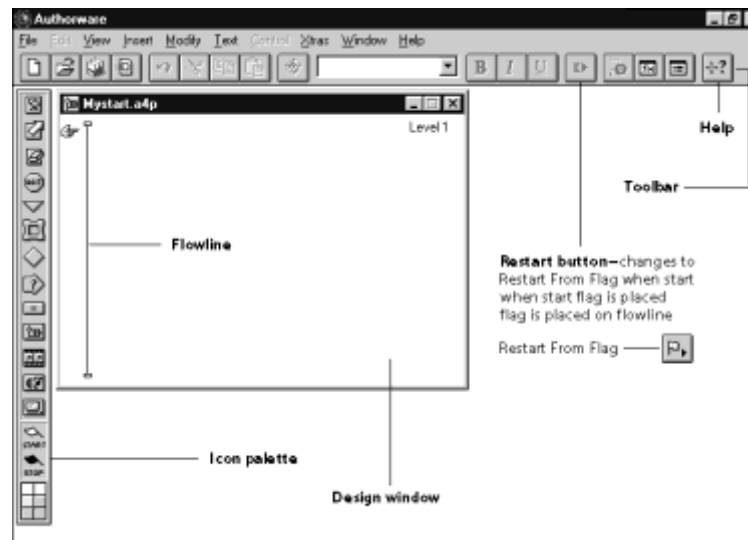 Authorware
File Edit View Insert Modify Text Control Xtras Window Help
B I U
Mystart.a4p
Level 1
Help
Toolbar
Flowline
Restart button—changes to
Restart From Flag when start
when start flag is placed
flag is placed on flowline
Restart From Flag
START
STOP
Icon palette
Design window